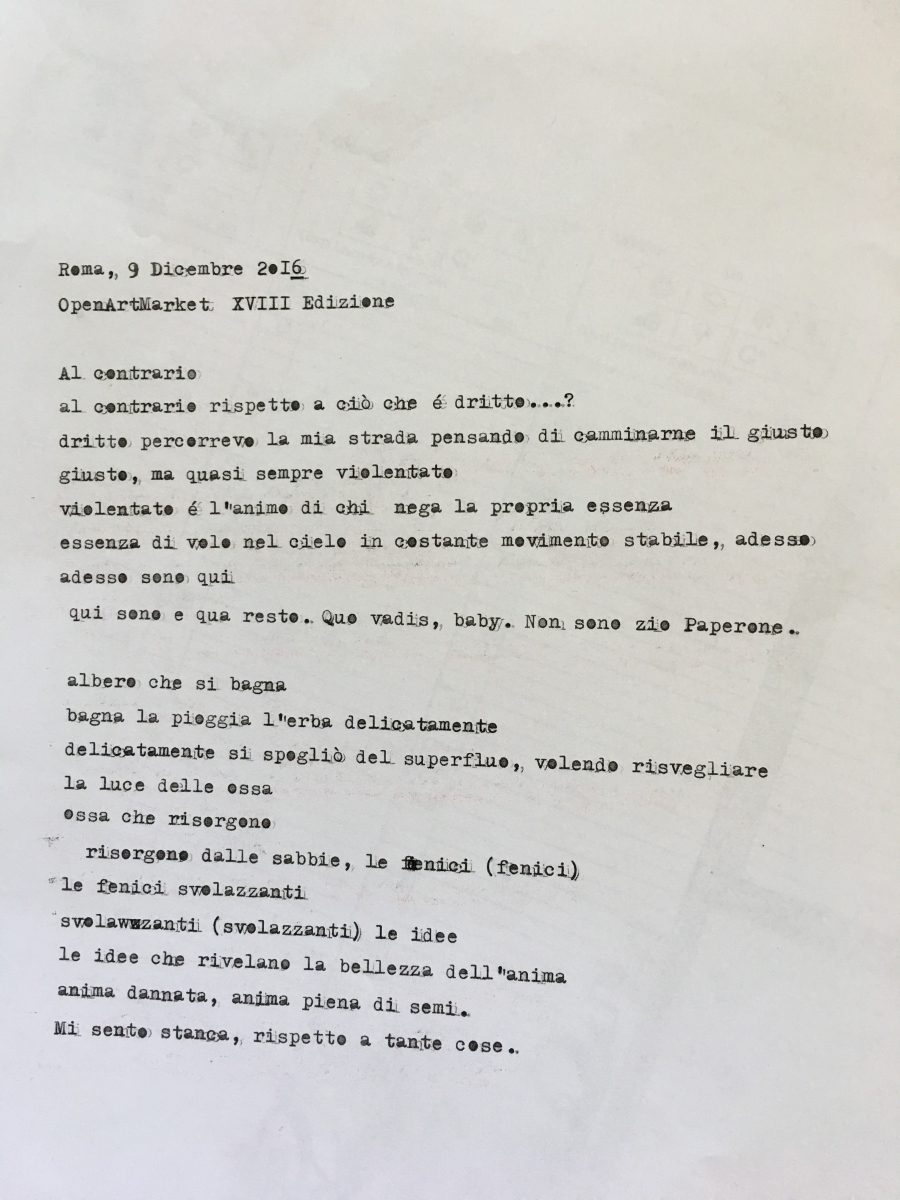 Roma, 9 Dicembre 2016
OpenArtMarket XVIII Edizione
Al contrario
al contrario rispetto a ciò che é dritto....?
dritto percorrevo la mia strada pensando di camminarne il giusto
giusto, ma quasi sempre violentato
violentato é l"animo di chi nega la propria essenza
essenza di volo nel cielo in costante movimento stabile, adesso
adesso sono qui
qui sono e qua resto. Quo vadis, baby. Non sono zio Paperone.
albero che si bagna
bagna la pioggia l"erba delicatamente
delicatamente si spogliò del superfluo, volendo risvegliare
la luce delle ossa
ossa che risorgono
risorgono dalle sabbie, le fenici (fenici)
le fenici svolazzanti
svolawzzanti (svolazzanti) le idee
le idee che rivelano la bellezza dell"anima
anima dannata, anima piena di semi.
Mi sento stanca, rispetto a tante cose.